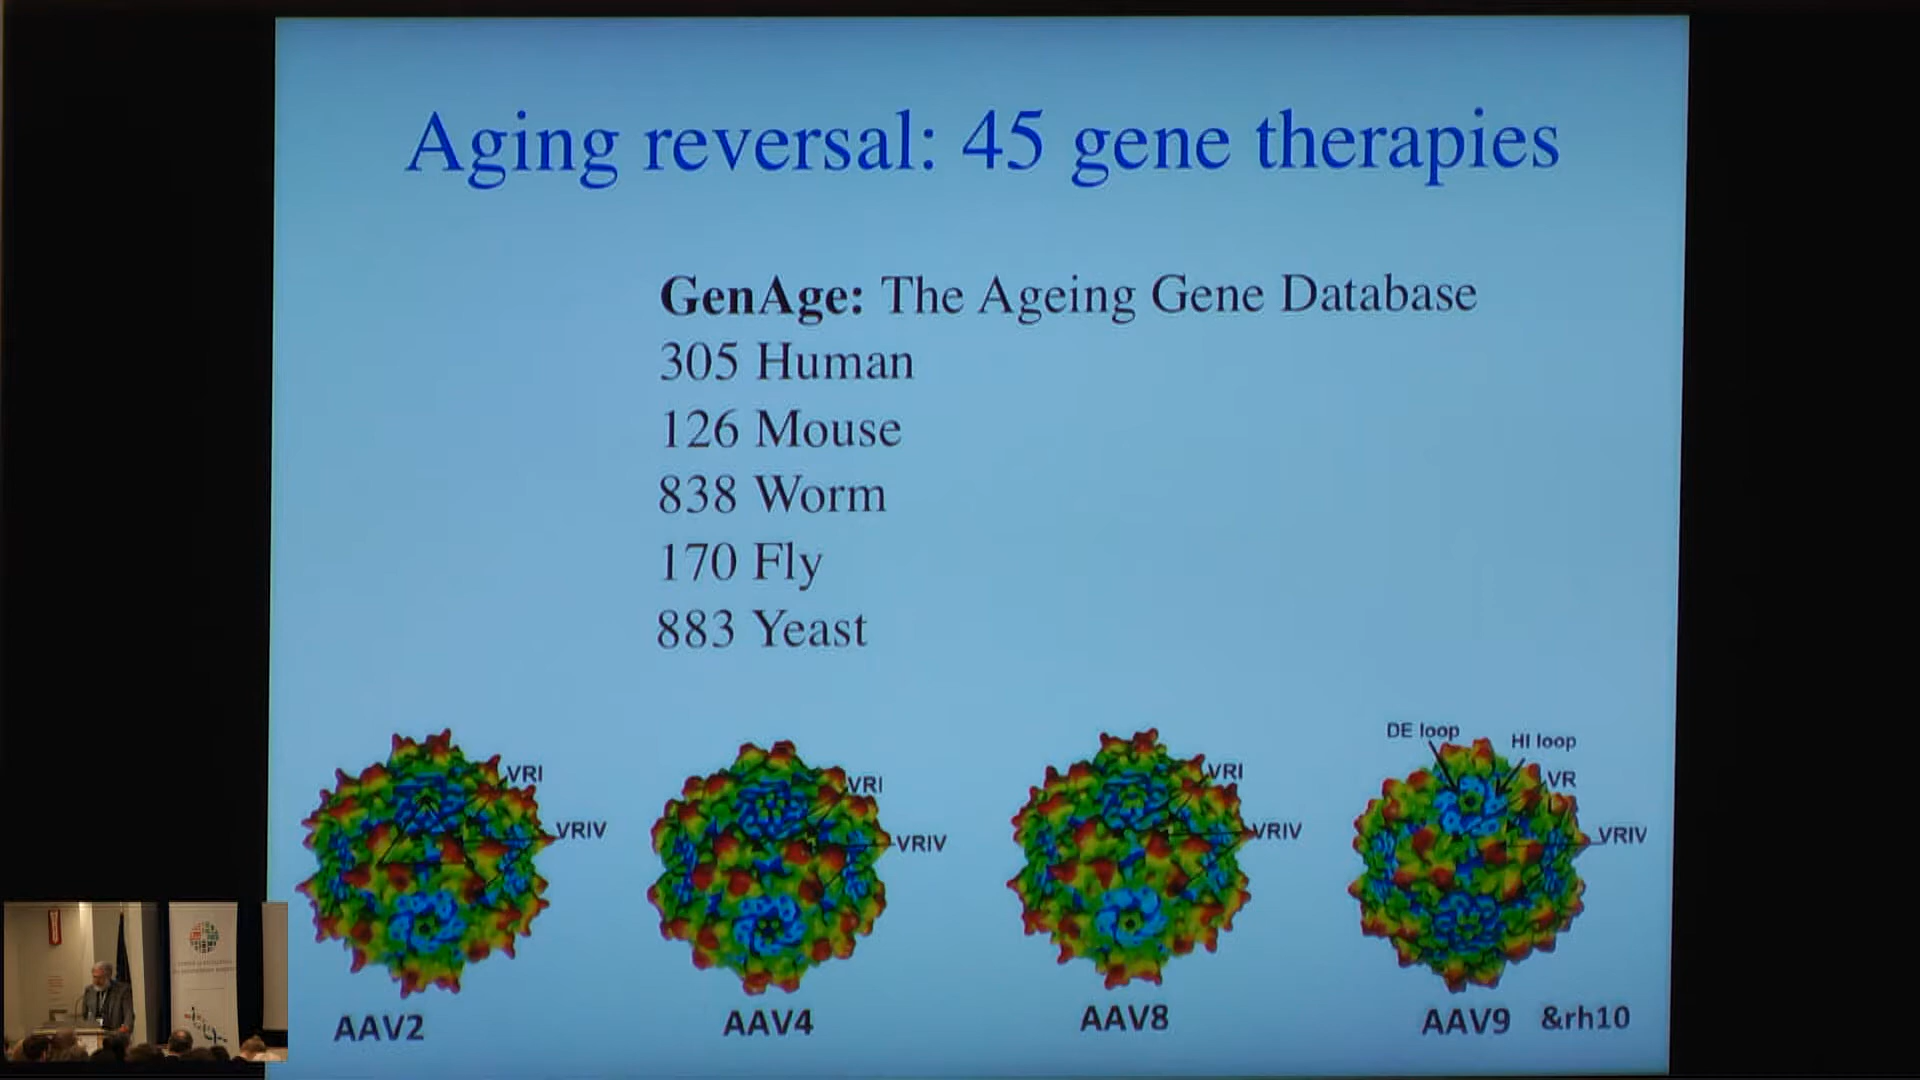 Aging reversal: 45 gene therapies
GenAge: The Ageing Gene Database
305 Human
126 Mouse
838 Worm
170 Fly
883 Yeast
VRI
VRIV
AAV2
VRI
VRIV
AAV4
VRI
VRIV
AAV8
DE loop
HI loop
VR
VRIV
AAV9 &rh10